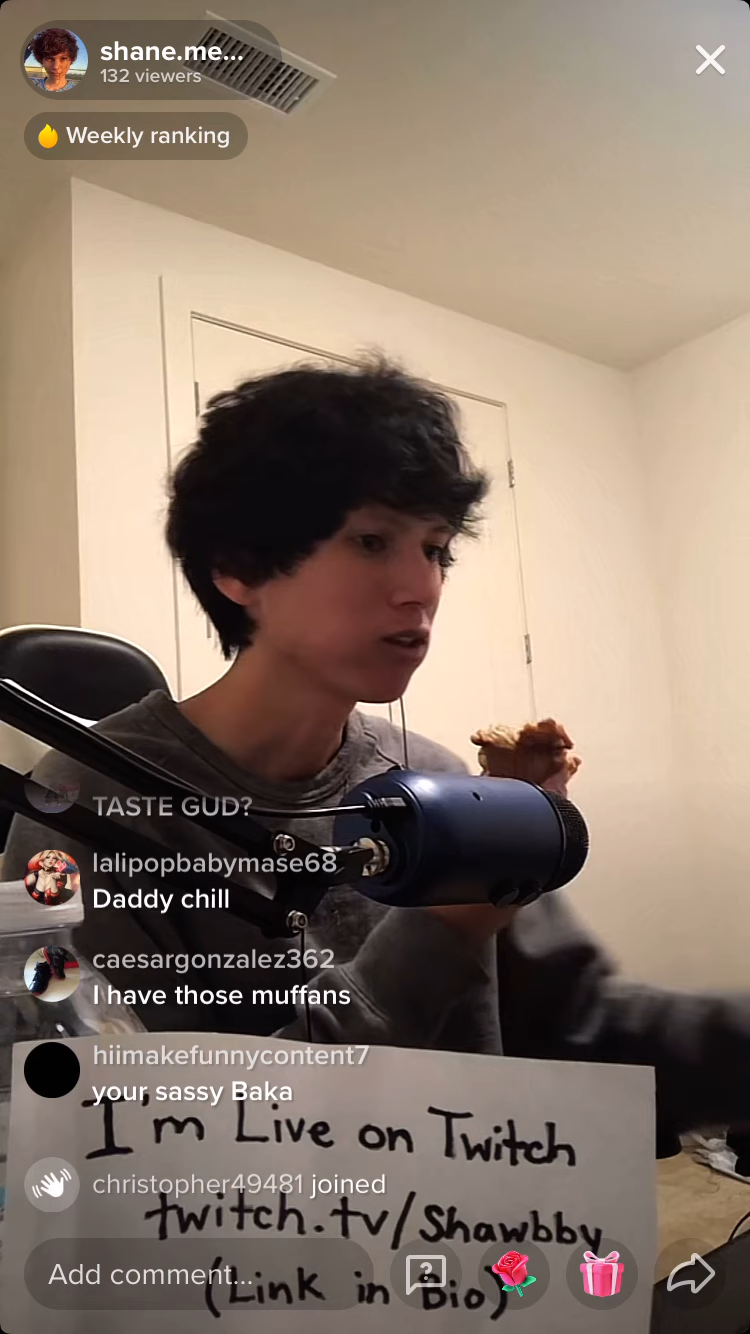 shane.me...
132 viewers
Weekly ranking
TASTE GUD?
lalipopbabymase68
Daddy chill
caesargonzalez362
I have those muffans
hiimakefunnycontent7
your sassy Baka
I'm Live on Twitch
christopher49481 joined
twitch.tv/Shawbby
Add comment...
(Link in Bio)
?